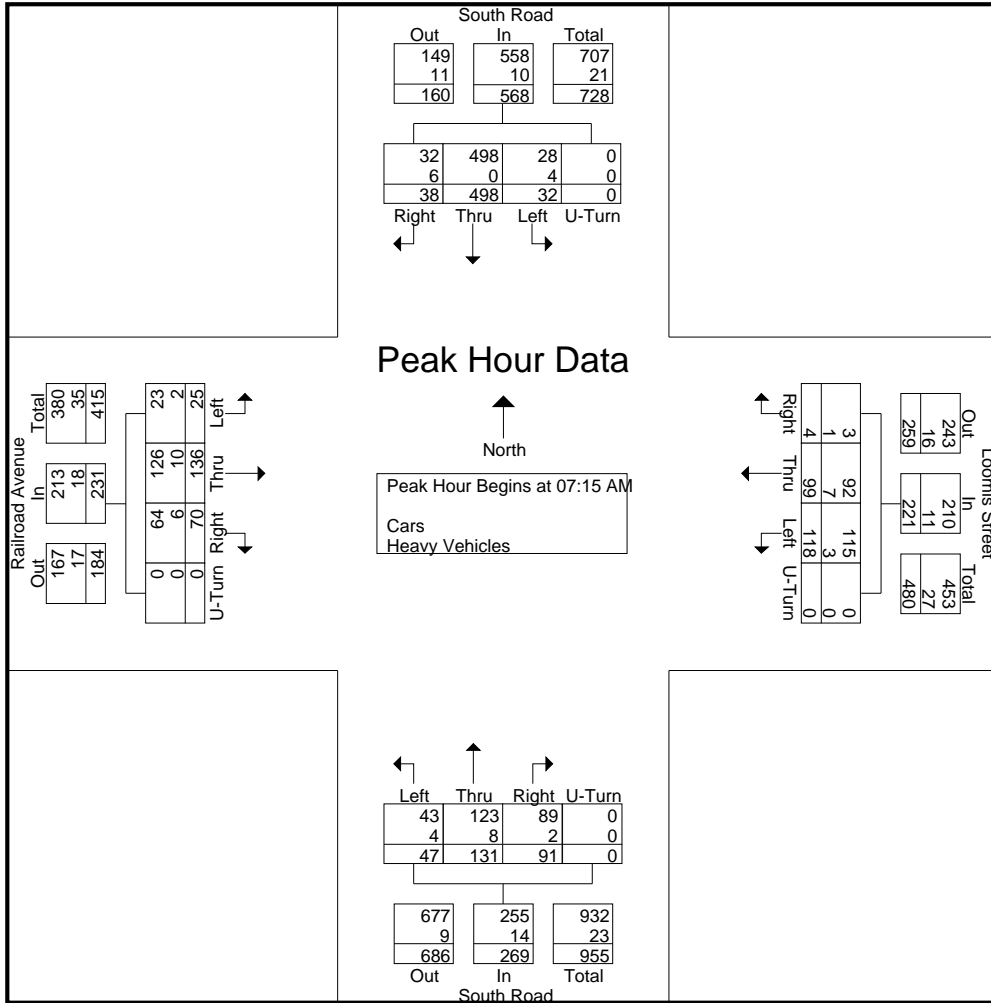 South Road
Out In Total
149 558 707
11 10 21
160 568 728
32 498 28 0
6 0 4 0
38 498 32 0
Right Thru Left U-Turn
Peak Hour Data
North
Peak Hour Begins at 07:15 AM
Cars
Heavy Vehicles
Railroad Avenue
Out In Total
167 213 380
17 18 35
184 231 415
0 64 126 23
0 6 10 2
0 70 136 25
U-Turn Right Thru Left
Loomis Street
Out In Total
243 210 453
16 11 27
259 221 480
3 92 115 0
1 7 3 0
4 99 118 0
Right Thru Left U-Turn
Left Thru Right U-Turn
43 123 89 0
4 8 2 0
47 131 91 0
677 255 932
9 14 23
686 269 955
Out In Total
South Road